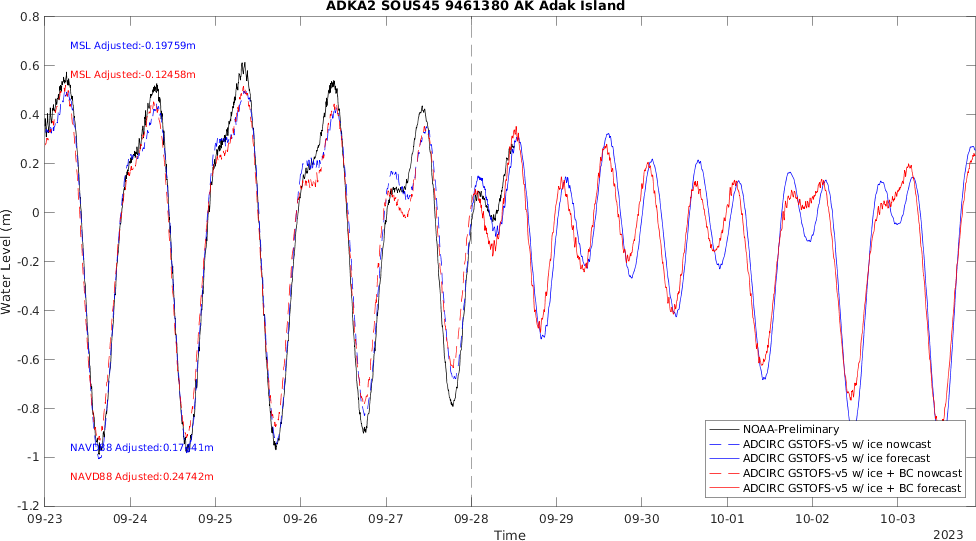 ADKA2 SOUS45 9461380 AK Adak Island
MSL Adjusted:-0.19759m
MSL Adjusted:-0.12458m
NAVD88 Adjusted:0.17441m
NAVD88 Adjusted:0.24742m
0.8
0.6
0.4
0.2
0
-0.2
-0.4
-0.6
-0.8
-1
-1.2
Water Level (m)
NOAA-Preliminary
ADCIRC GSTOFS-v5 w/ ice nowcast
ADCIRC GSTOFS-v5 w/ ice forecast
ADCIRC GSTOFS-v5 w/ ice + BC nowcast
ADCIRC GSTOFS-v5 w/ ice + BC forecast
09-23 09-24 09-25 09-26 09-27 09-28 09-29 09-30 10-01 10-02 10-03
Time
2023